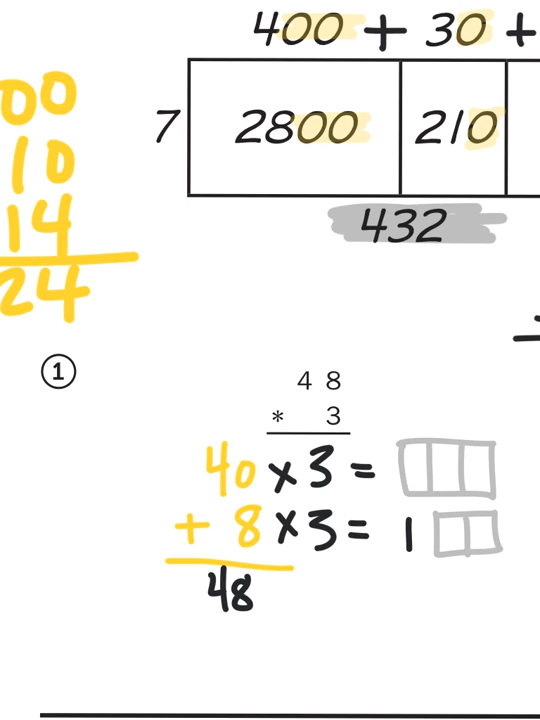 400 + 30 +
7 2800 210
432
00
10
14
24
1
48
* 3
40 x 3 =
+ 8 x 3 = 1
48